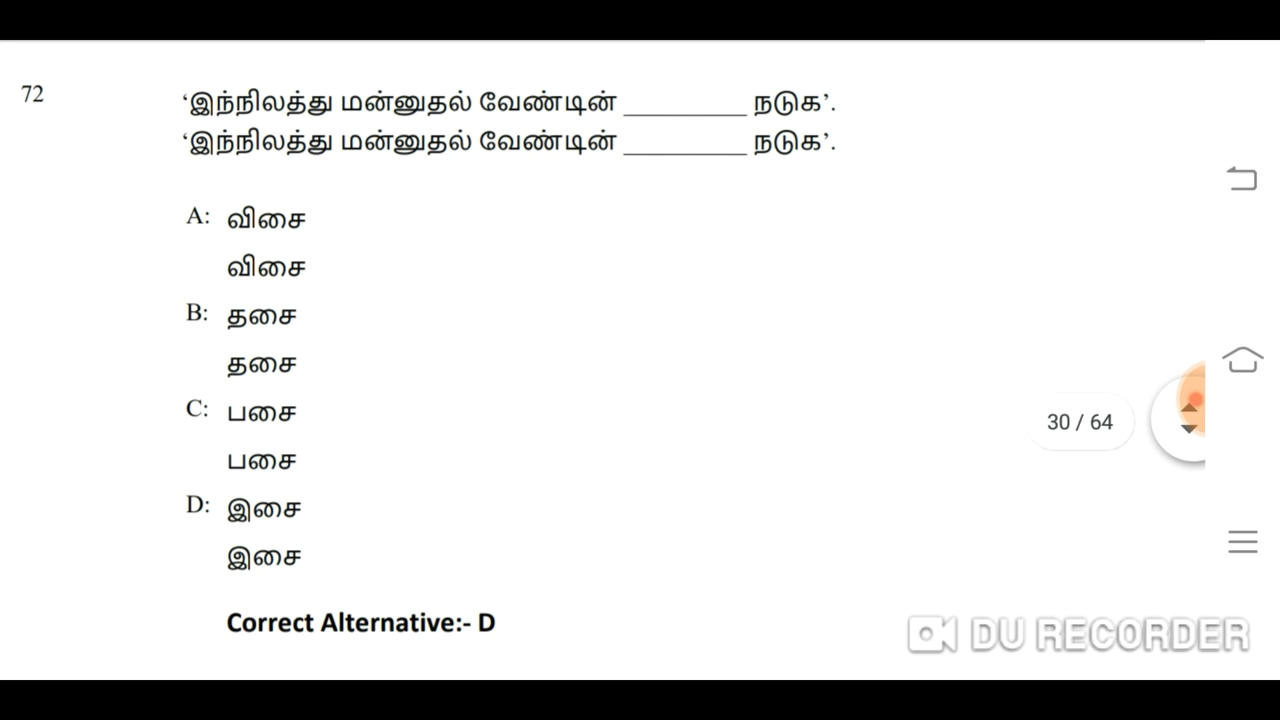 72
‘இந்நிலத்து மன்னுதல் வேண்டின் _________ நடுக’.
‘இந்நிலத்து மன்னுதல் வேண்டின் _________ நடுக’.
A: விசை
விசை
B: தசை
தசை
C: பசை
பசை
D: இசை
இசை
Correct Alternative:- D
30 / 64
DU RECORDER